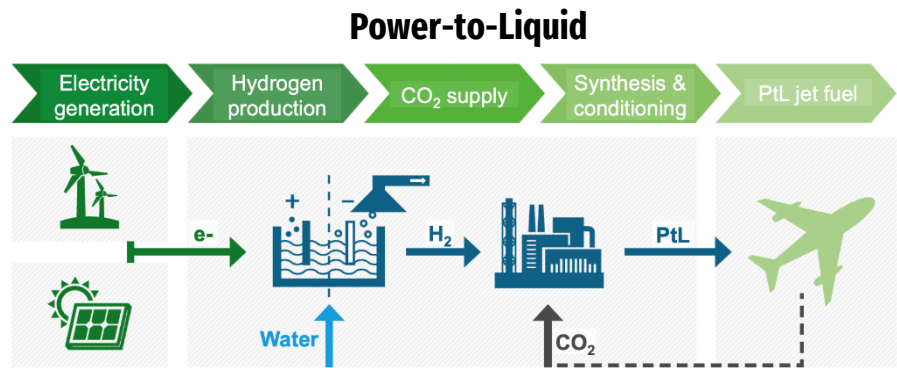 Power-to-Liquid
Electricity
generation
Hydrogen
production
CO₂ supply
Synthesis &
conditioning
PtL jet fuel
+
−
e-
H₂
PtL
Water
CO₂